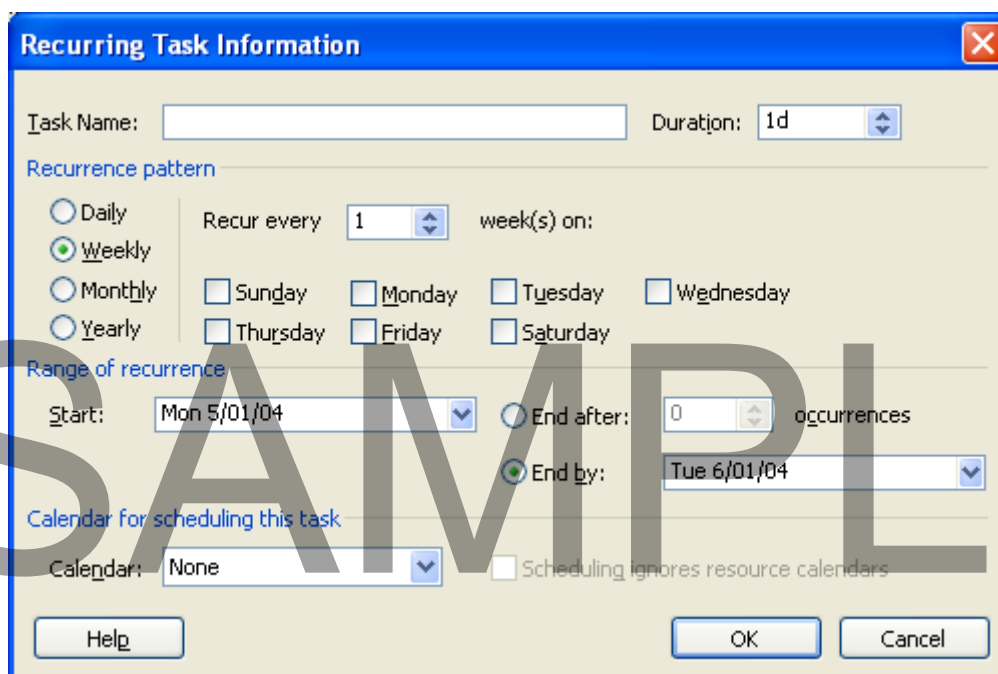 Recurring Task Information
Task Name: Duration: 1d
Recurrence pattern
Daily
Recur every 1 week(s) on:
Weekly
Monthly Sunday Monday Tuesday Wednesday
Yearly Thursday Friday Saturday
Range of recurrence
Start: Mon 5/01/04 End after: 0 occurrences
End by: Tue 6/01/04
Calendar for scheduling this task
Calendar: None Scheduling ignores resource calendars
Help OK Cancel
SAMPL